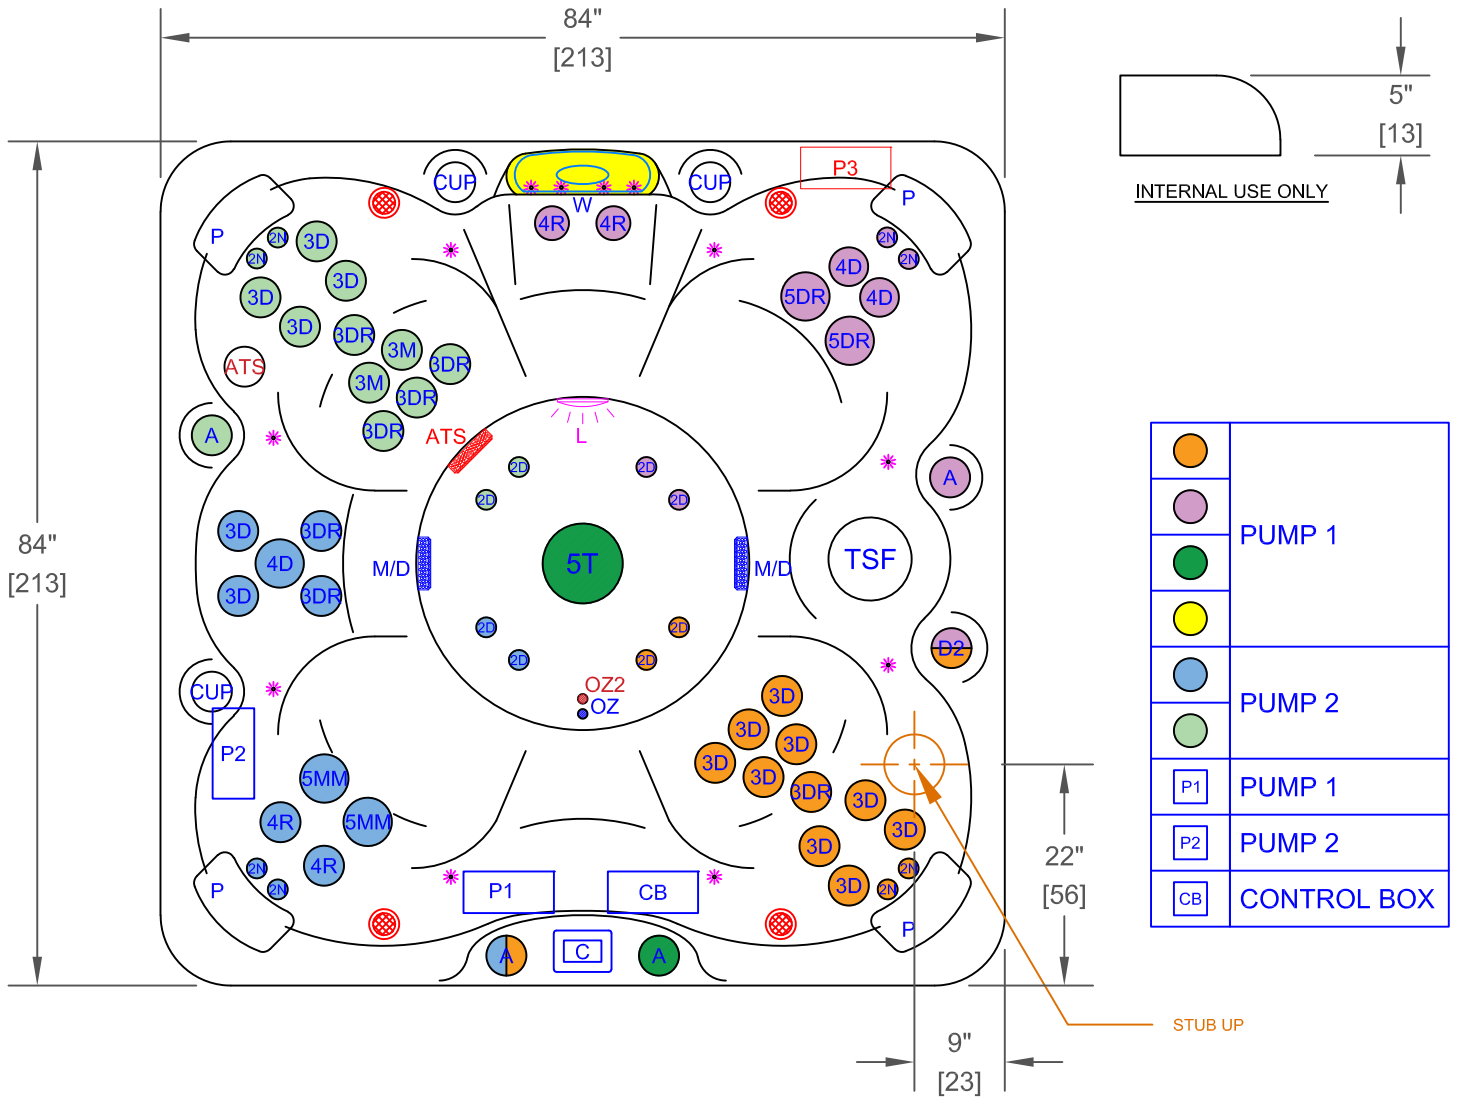 84"
[213]
5"
[13]
INTERNAL USE ONLY
CUP
CUP
P3
W
P
P
4R
4R
2N
2N
3D
3D
3D
3D
2N
2N
4D
4D
5DR
5DR
3DR
3M
3DR
3M
3DR
3DR
ATS
A
ATS
L
2D
2D
2D
2D
A
84"
[213]
3D
3DR
4D
3D
3DR
M/D
5T
M/D
TSF
PUMP 1
2D
2D
2D
2D
D2
OZ2
OZ
CUP
P2
3D
3D
3D
3D
3D
3DR
3D
3D
3D
3D
PUMP 2
5MM
5MM
4R
4R
2N
2N
2N
2N
P
P
P1
CB
P1
PUMP 1
P2
PUMP 2
CB
CONTROL BOX
22"
[56]
A
C
A
STUB UP
9"
[23]